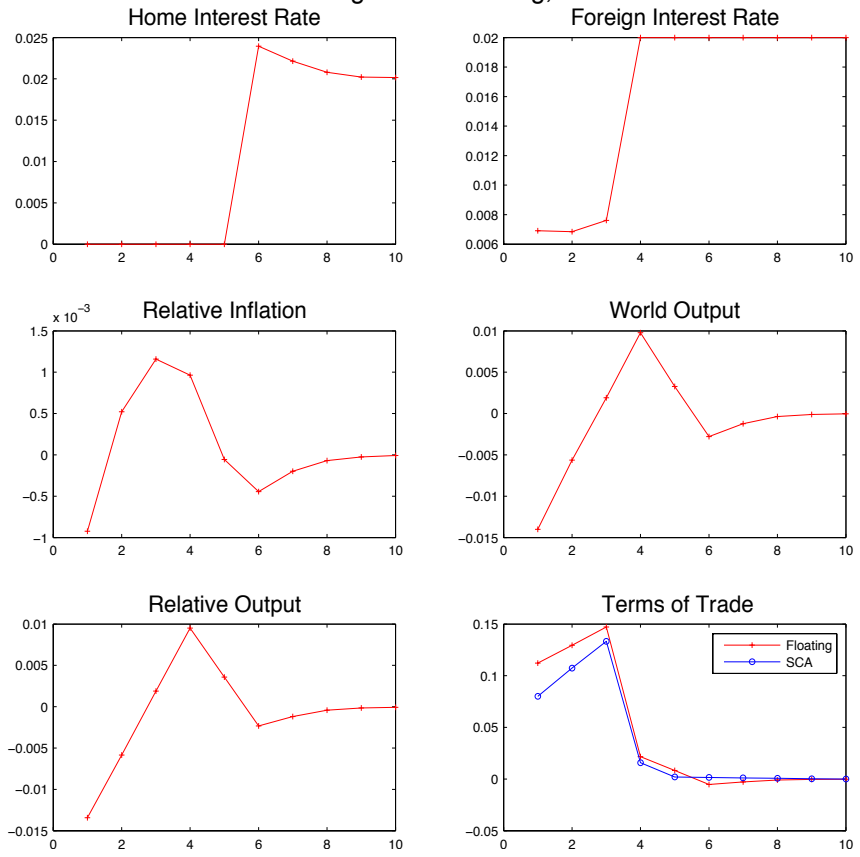 Home Interest Rate
0.025
0.02
0.015
0.01
0.005
0
0 2 4 6 8 10
Foreign Interest Rate
0.02
0.018
0.016
0.014
0.012
0.01
0.008
0.006
0 2 4 6 8 10
Relative Inflation
x 10⁻³
1.5
1
0.5
0
−0.5
−1
0 2 4 6 8 10
World Output
0.01
0.005
0
−0.005
−0.01
−0.015
0 2 4 6 8 10
Relative Output
0.01
0.005
0
−0.005
−0.01
−0.015
0 2 4 6 8 10
Terms of Trade
0.15
0.1
0.05
0
−0.05
0 2 4 6 8 10
Floating
SCA